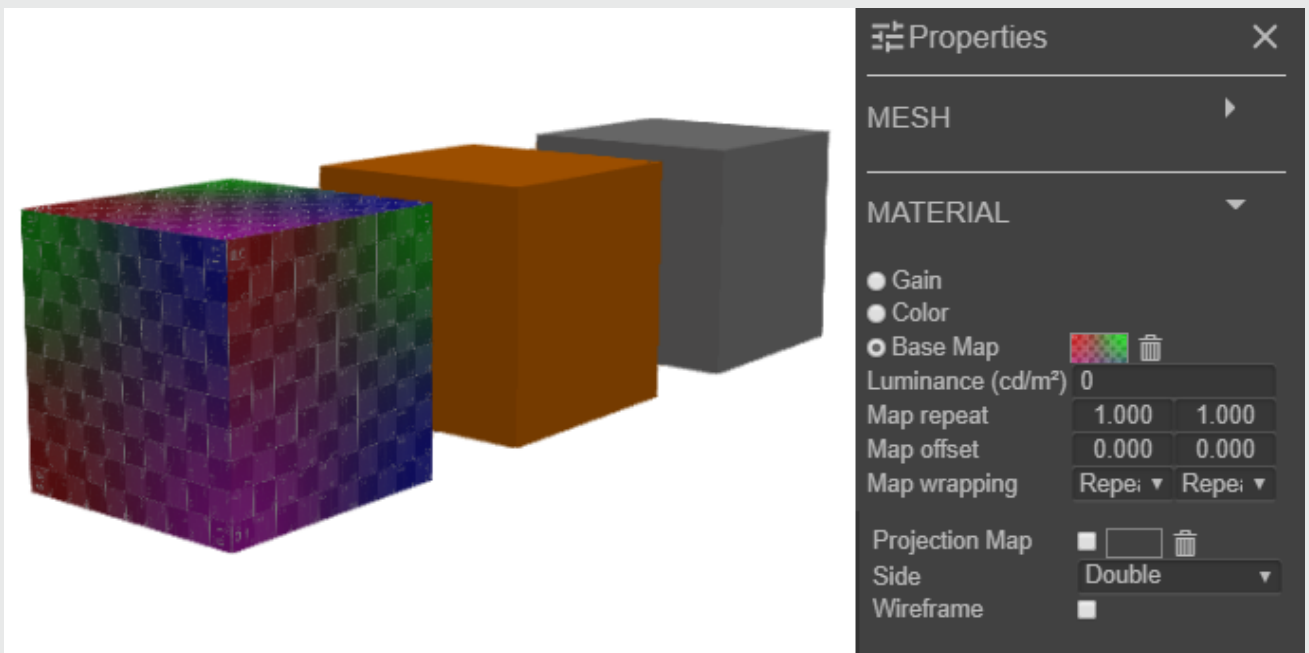 Properties
MESH
MATERIAL
Gain
Color
Base Map
Luminance (cd/m²) 0
Map repeat 1.000 1.000
Map offset 0.000 0.000
Map wrapping Repea Repea
Projection Map
Side Double
Wireframe